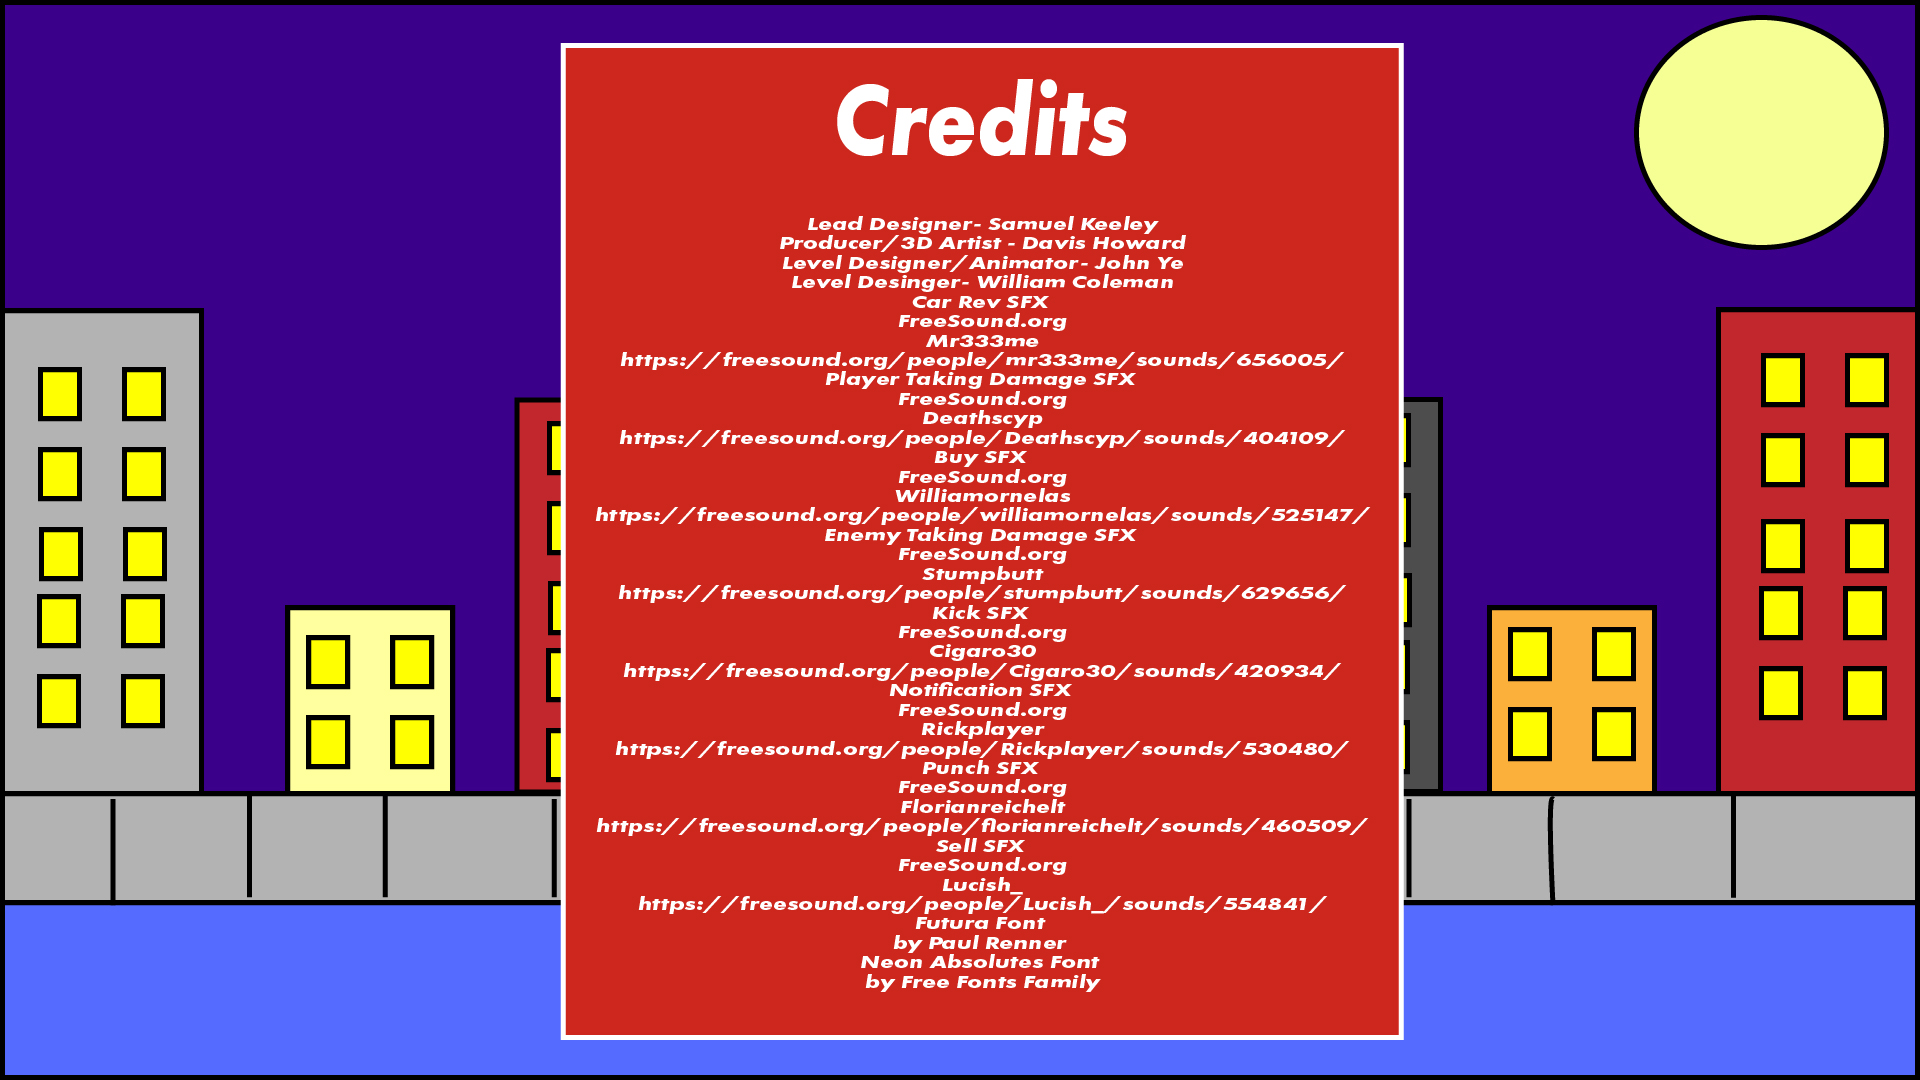 Credits
Lead Designer- Samuel Keeley
Producer/3D Artist - Davis Howard
Level Designer/Animator- John Ye
Level Desinger- William Coleman
Car Rev SFX
FreeSound.org
Mr333me
https://freesound.org/people/mr333me/sounds/656005/
Player Taking Damage SFX
FreeSound.org
Deathscyp
https://freesound.org/people/Deathscyp/sounds/404109/
Buy SFX
FreeSound.org
Williamornelas
https://freesound.org/people/williamornelas/sounds/525147/
Enemy Taking Damage SFX
FreeSound.org
Stumpbutt
https://freesound.org/people/stumpbutt/sounds/629656/
Kick SFX
FreeSound.org
Cigaro30
https://freesound.org/people/Cigaro30/sounds/420934/
Notification SFX
FreeSound.org
Rickplayer
https://freesound.org/people/Rickplayer/sounds/530480/
Punch SFX
FreeSound.org
Florianreichelt
https://freesound.org/people/florianreichelt/sounds/460509/
Sell SFX
FreeSound.org
Lucish_
https://freesound.org/people/Lucish_/sounds/554841/
Futura Font
by Paul Renner
Neon Absolutes Font
by Free Fonts Family